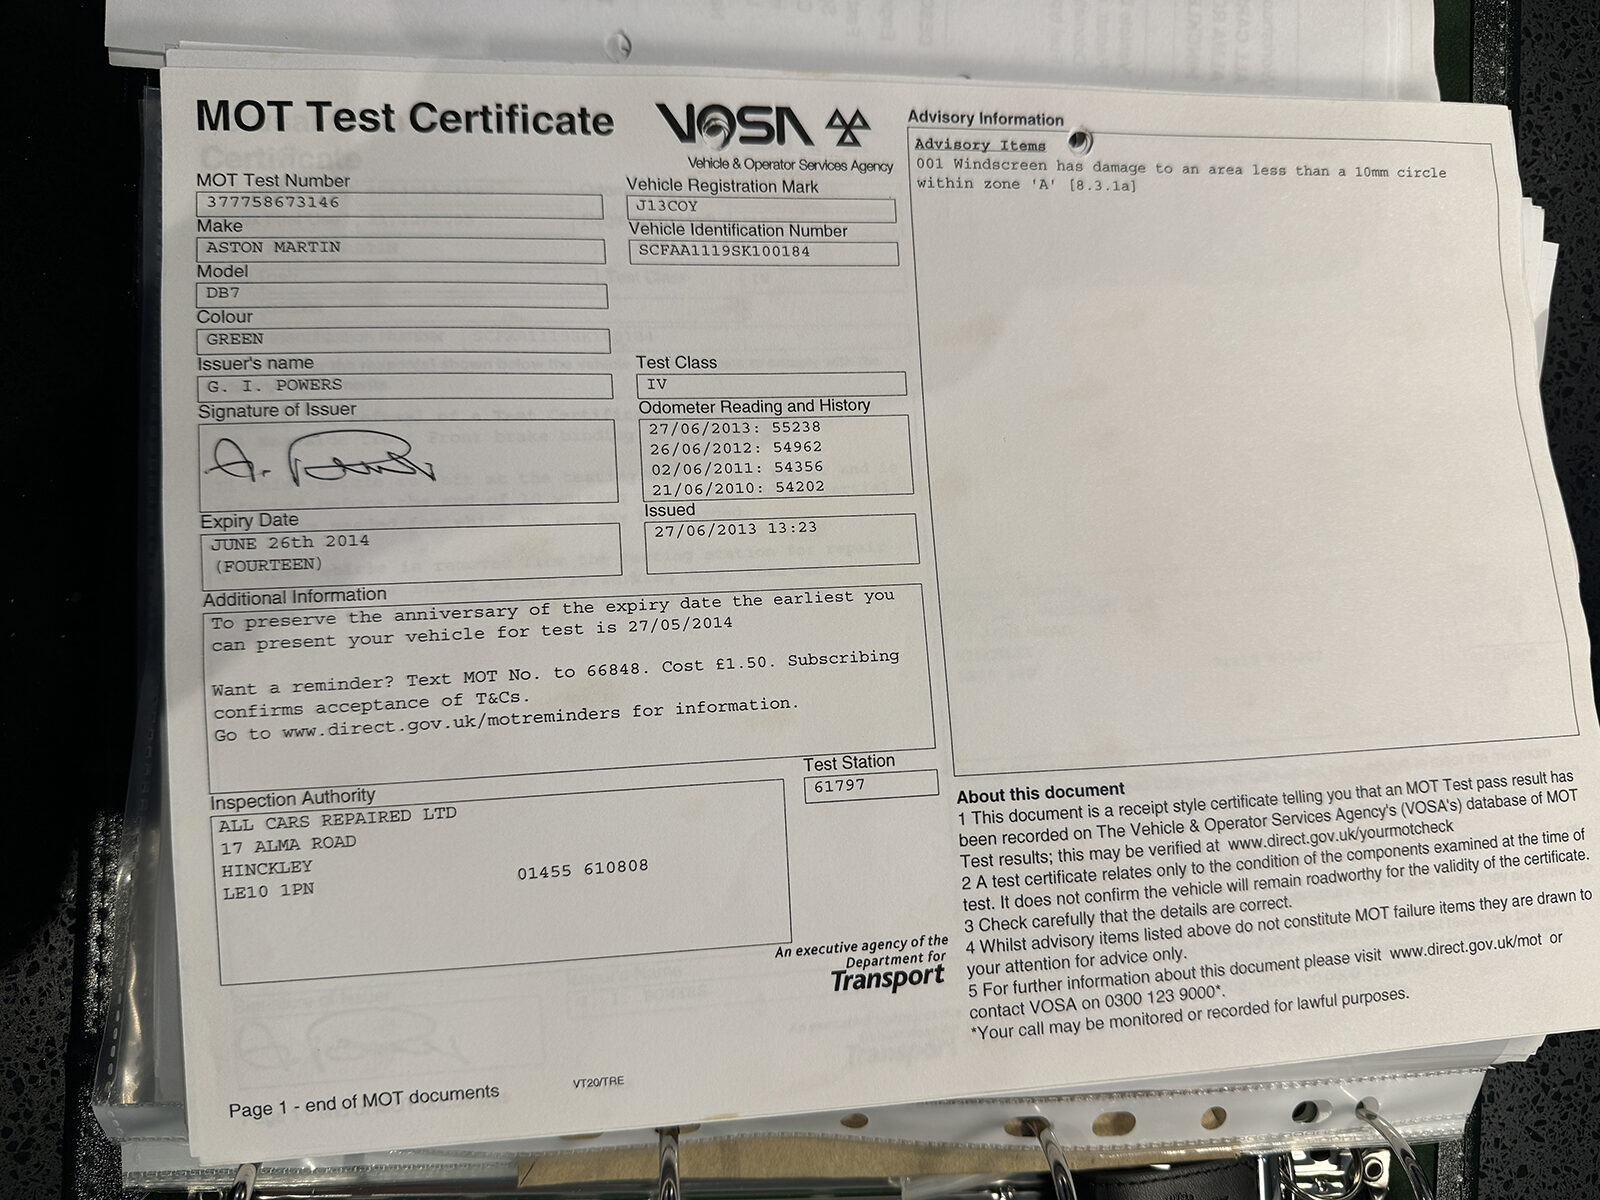 MOT Test Certificate
VOSA
Vehicle & Operator Services Agency
MOT Test Number
377758673146
Vehicle Registration Mark
J13COY
Make
ASTON MARTIN
Vehicle Identification Number
SCFAA1119SK100184
Model
DB7
Colour
GREEN
Issuer's name
G. I. POWERS
Test Class
IV
Signature of Issuer
Odometer Reading and History
27/06/2013: 55238
26/06/2012: 54962
02/06/2011: 54356
21/06/2010: 54202
Expiry Date
JUNE 26th 2014
(FOURTEEN)
Issued
27/06/2013 13:23
Additional Information
To preserve the anniversary of the expiry date the earliest you
can present your vehicle for test is 27/05/2014
Want a reminder? Text MOT No. to 66848. Cost £1.50. Subscribing
confirms acceptance of T&Cs.
Go to www.direct.gov.uk/motreminders for information.
Test Station
61797
Inspection Authority
ALL CARS REPAIRED LTD
17 ALMA ROAD
HINCKLEY
LE10 1PN
01455 610808
An executive agency of the
Department for
Transport
Page 1 - end of MOT documents
VT20/TRE
Advisory Information
Advisory Items
001 Windscreen has damage to an area less than a 10mm circle
within zone 'A' [8.3.1a]
About this document
1 This document is a receipt style certificate telling you that an MOT Test pass result has
been recorded on The Vehicle & Operator Services Agency's (VOSA's) database of MOT
Test results; this may be verified at www.direct.gov.uk/yourmotcheck
2 A test certificate relates only to the condition of the components examined at the time of
test. It does not confirm the vehicle will remain roadworthy for the validity of the certificate.
3 Check carefully that the details are correct.
4 Whilst advisory items listed above do not constitute MOT failure items they are drawn to
your attention for advice only.
5 For further information about this document please visit www.direct.gov.uk/mot or
contact VOSA on 0300 123 9000*.
*Your call may be monitored or recorded for lawful purposes.